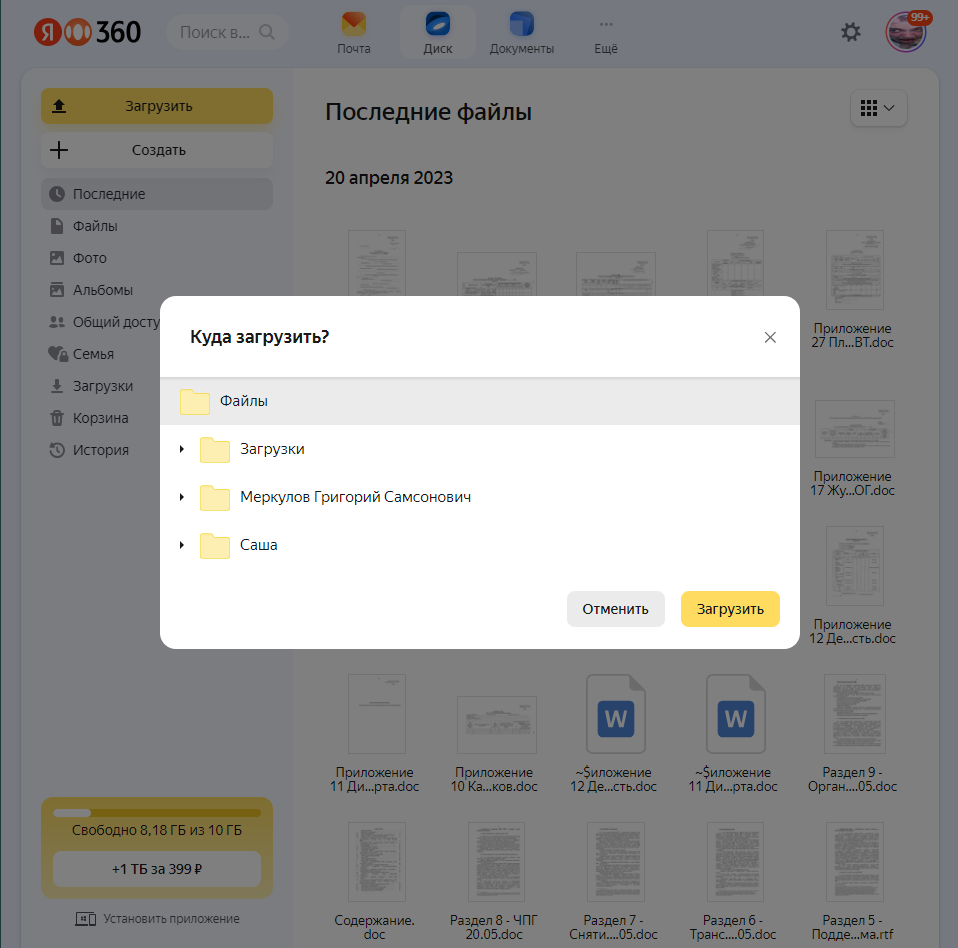 Я 360
Поиск в...
Почта
Диск
Документы
Ещё
99+
Загрузить
Создать
Последние
Файлы
Фото
Альбомы
Общий досту
Семья
Загрузки
Корзина
История
Свободно 8,18 ГБ из 10 ГБ
+1 ТБ за 399 ₽
Установить приложение
Последние файлы
20 апреля 2023
Приложение
27 Пл...ВТ.doc
Приложение
17 Жу...ОГ.doc
Приложение
12 Де...сть.doc
Куда загрузить?
Файлы
Загрузки
Меркулов Григорий Самсонович
Саша
Отменить
Загрузить
W
W
Приложение
11 Ди...рта.doc
Приложение
10 Ка...ков.doc
~$иложение
12 Де...сть.doc
~$иложение
11 Ди...рта.doc
Раздел 9 -
Орган....05.doc
Содержание.
doc
Раздел 8 - ЧПГ
20.05.doc
Раздел 7 -
Сняти....05.doc
Раздел 6 -
Транс....05.doc
Раздел 5 -
Подде...ма.rtf